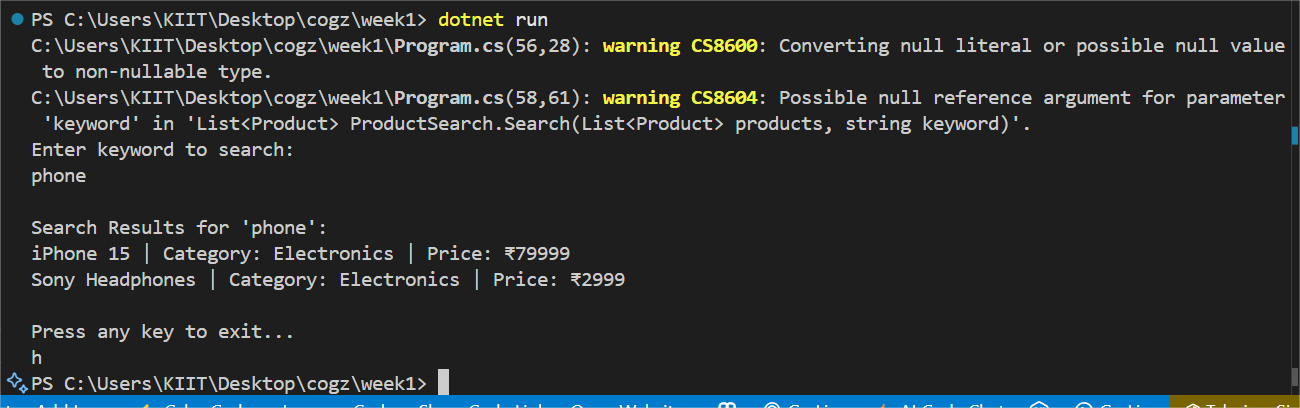 PS C:\Users\KIIT\Desktop\cogz\week1> dotnet run
C:\Users\KIIT\Desktop\cogz\week1\Program.cs(56,28): warning CS8600: Converting null literal or possible null value
to non-nullable type.
C:\Users\KIIT\Desktop\cogz\week1\Program.cs(58,61): warning CS8604: Possible null reference argument for parameter
'keyword' in 'List<Product> ProductSearch.Search(List<Product> products, string keyword)'.
Enter keyword to search:
phone
Search Results for 'phone':
iPhone 15 | Category: Electronics | Price: ₹79999
Sony Headphones | Category: Electronics | Price: ₹2999
Press any key to exit...
h
PS C:\Users\KIIT\Desktop\cogz\week1>